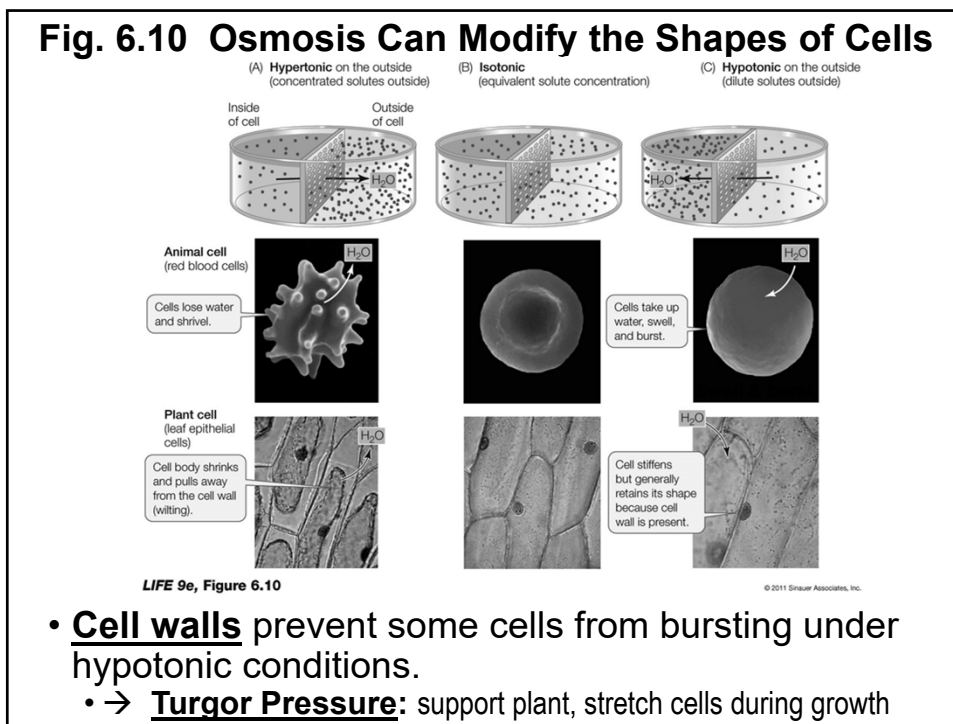 Fig. 6.10 Osmosis Can Modify the Shapes of Cells
(A) Hypertonic on the outside
(concentrated solutes outside)
(B) Isotonic
(equivalent solute concentration)
(C) Hypotonic on the outside
(dilute solutes outside)
Inside
of cell
Outside
of cell
H₂O
H₂O
Animal cell
(red blood cells)
Cells lose water
and shrivel.
H₂O
Cells take up
water, swell,
and burst.
H₂O
Plant cell
(leaf epithelial
cells)
Cell body shrinks
and pulls away
from the cell wall
(wilting).
H₂O
H₂O
Cell stiffens
but generally
retains its shape
because cell
wall is present.
LIFE 9e, Figure 6.10
© 2011 Sinauer Associates, Inc.
• Cell walls prevent some cells from bursting under
hypotonic conditions.
• → Turgor Pressure: support plant, stretch cells during growth